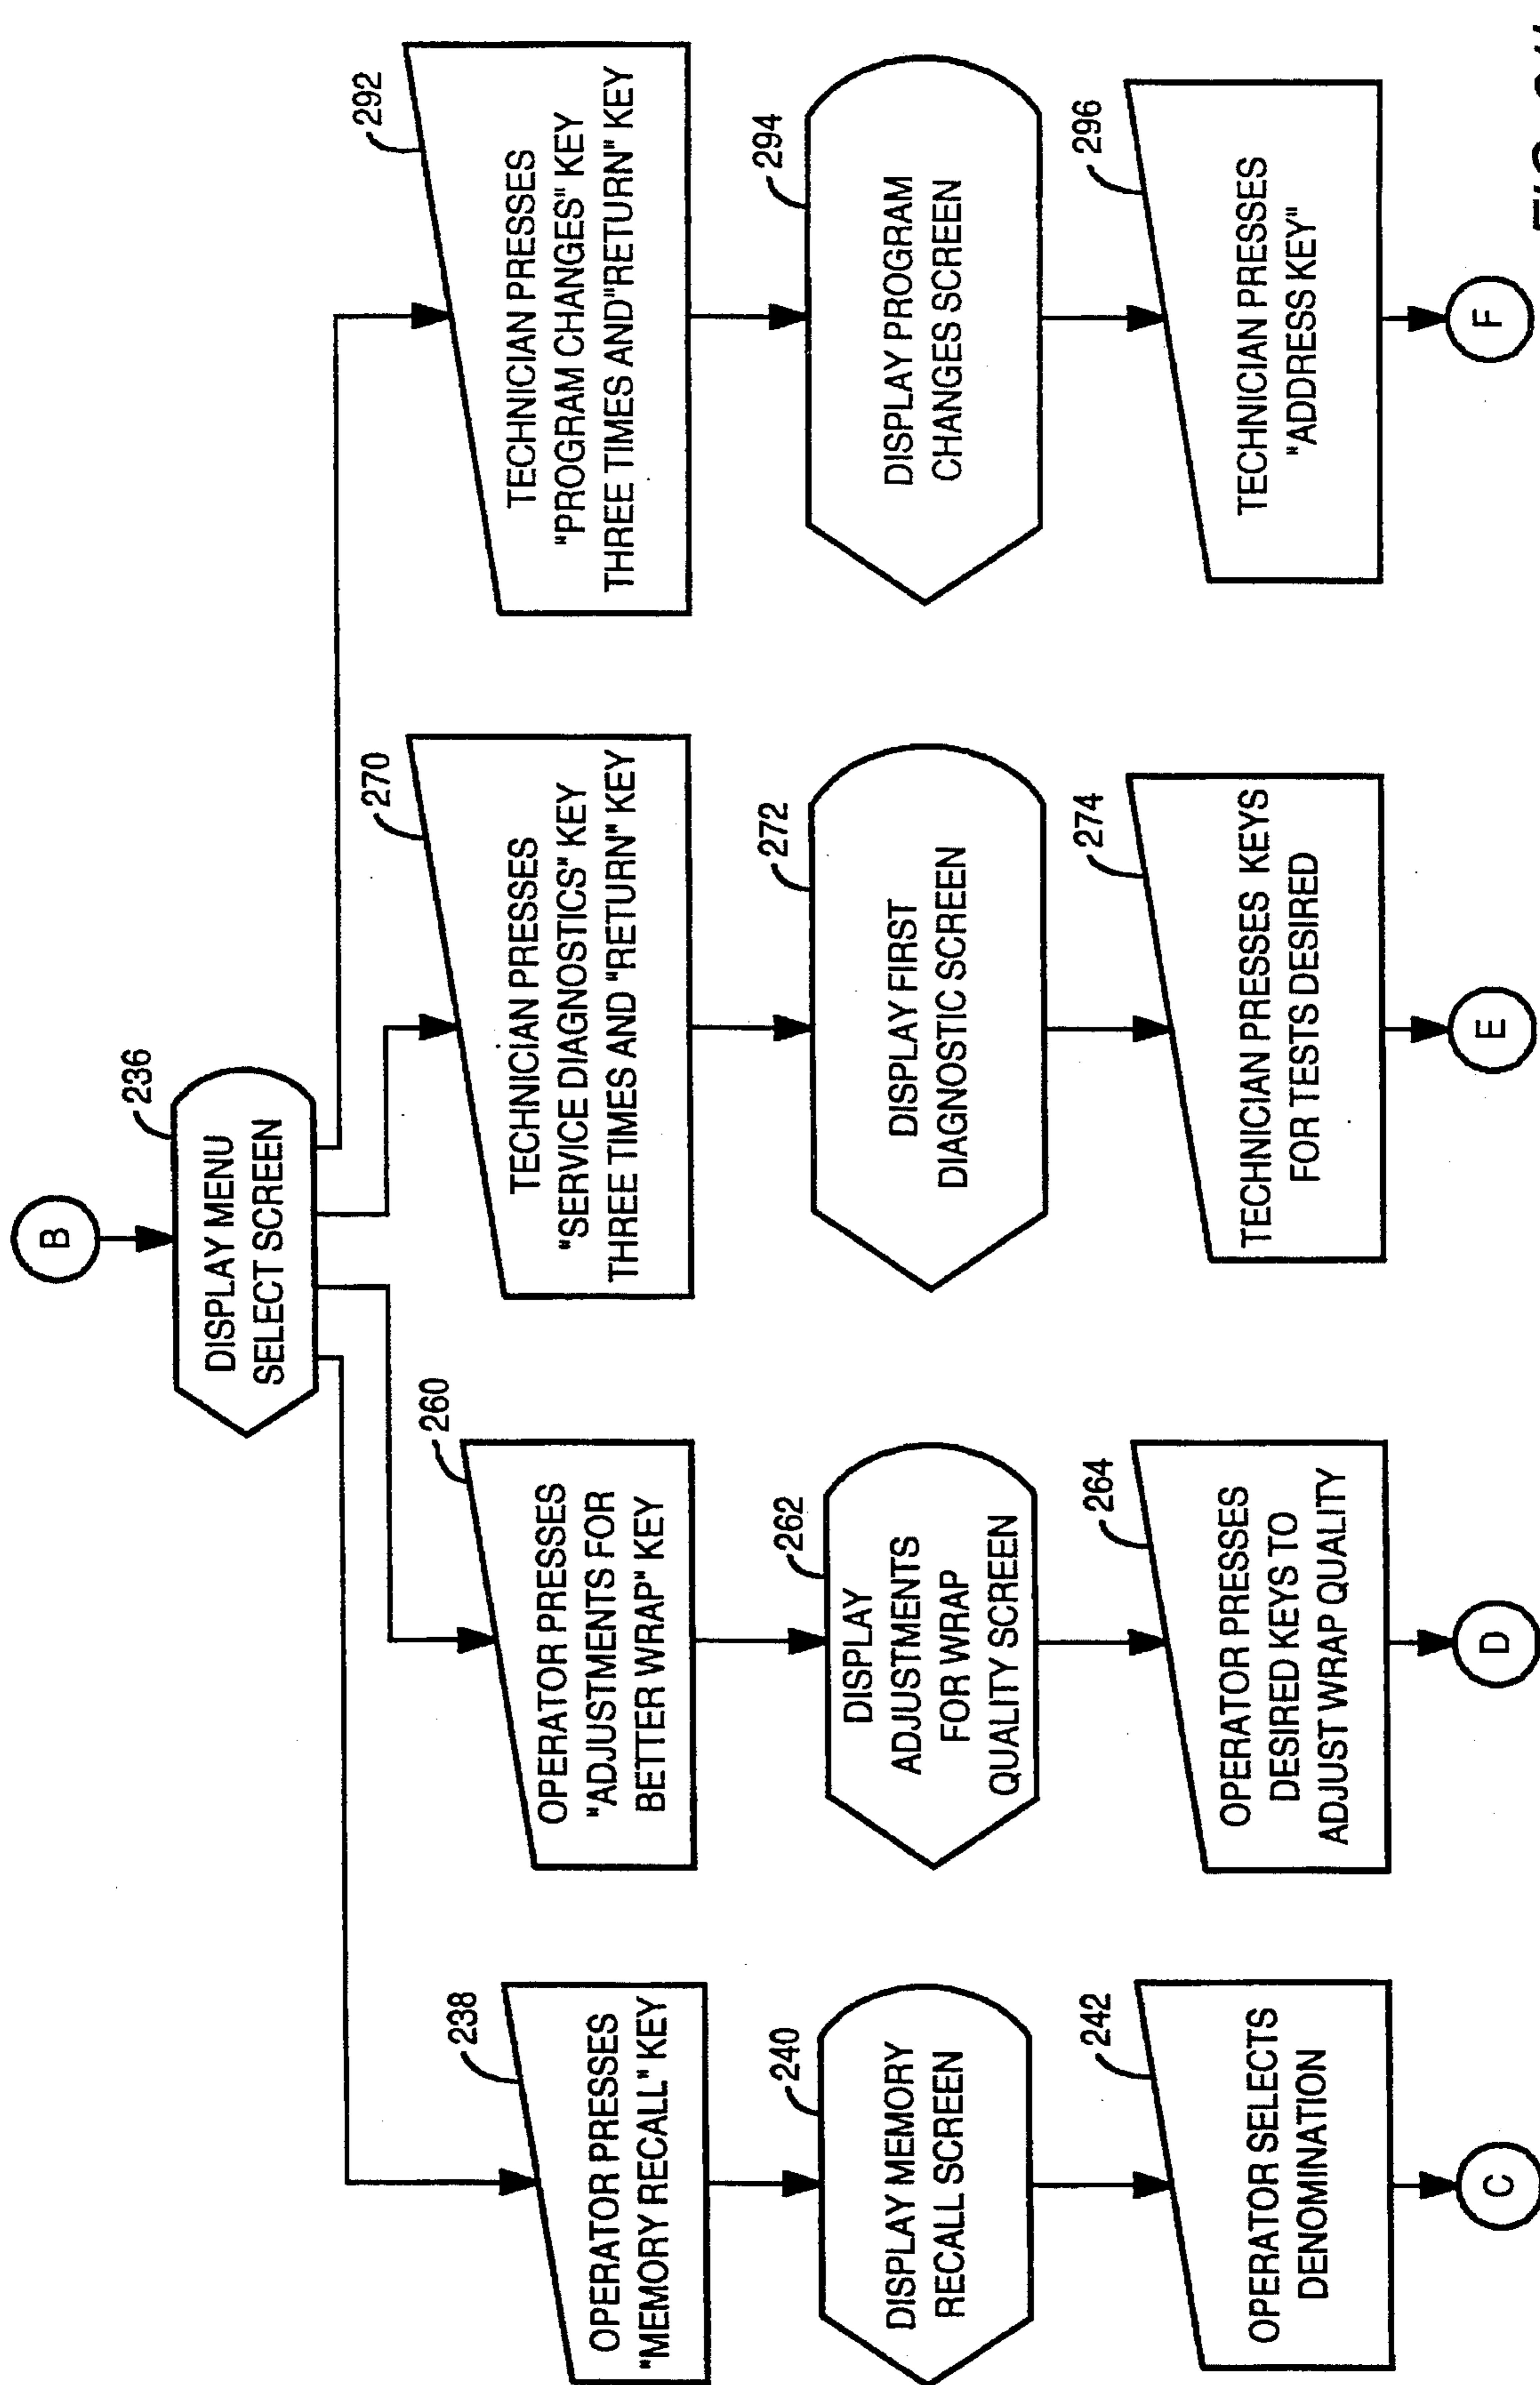 B
236
DISPLAY MENU
SELECT SCREEN
238
OPERATOR PRESSES
"MEMORY RECALL" KEY
240
DISPLAY MEMORY
RECALL SCREEN
242
OPERATOR SELECTS
DENOMINATION
C
260
OPERATOR PRESSES
"ADJUSTMENTS FOR
BETTER WRAP" KEY
262
DISPLAY
ADJUSTMENTS
FOR WRAP
QUALITY SCREEN
264
OPERATOR PRESSES
DESIRED KEYS TO
ADJUST WRAP QUALITY
D
270
TECHNICIAN PRESSES
"SERVICE DIAGNOSTICS" KEY
THREE TIMES AND "RETURN" KEY
272
DISPLAY FIRST
DIAGNOSTIC SCREEN
274
TECHNICIAN PRESSES KEYS
FOR TESTS DESIRED
E
292
TECHNICIAN PRESSES
"PROGRAM CHANGES" KEY
THREE TIMES AND"RETURN" KEY
294
DISPLAY PROGRAM
CHANGES SCREEN
296
TECHNICIAN PRESSES
"ADDRESS KEY"
F